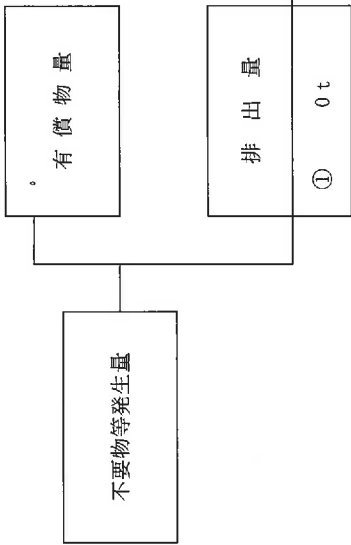 不要物等発生量
有償物量
排出量
① 0t